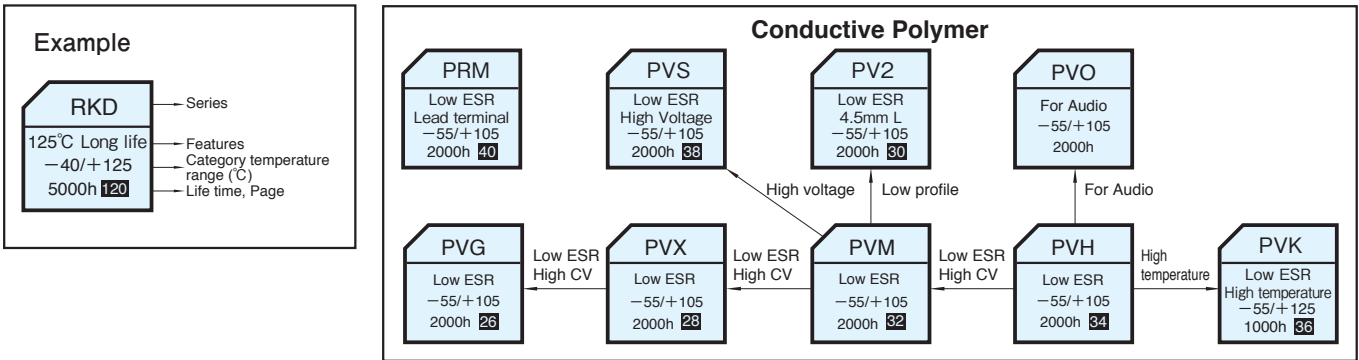 Example
RKD
125℃ Long life
−40/+125
5000h 120
Series
Features
Category temperature
range (℃)
Life time, Page
Conductive Polymer
PRM
Low ESR
Lead terminal
−55/+105
2000h 40
PVS
Low ESR
High Voltage
−55/+105
2000h 38
PV2
Low ESR
4.5mm L
−55/+105
2000h 30
PVO
For Audio
−55/+105
2000h
High voltage
Low profile
For Audio
PVG
Low ESR
−55/+105
2000h 26
Low ESR
High CV
PVX
Low ESR
−55/+105
2000h 28
Low ESR
High CV
PVM
Low ESR
−55/+105
2000h 32
Low ESR
High CV
PVH
Low ESR
−55/+105
2000h 34
High
temperature
PVK
Low ESR
High temperature
−55/+125
1000h 36